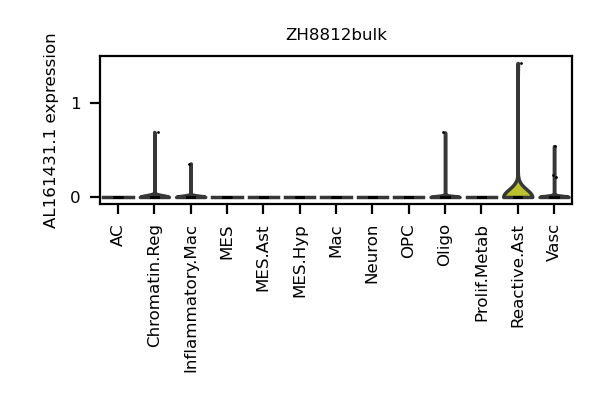 ZH8812bulk
AL161431.1 expression
1
0
AC
Chromatin.Reg
Inflammatory.Mac
MES
MES.Ast
MES.Hyp
Mac
Neuron
OPC
Oligo
Prolif.Metab
Reactive.Ast
Vasc